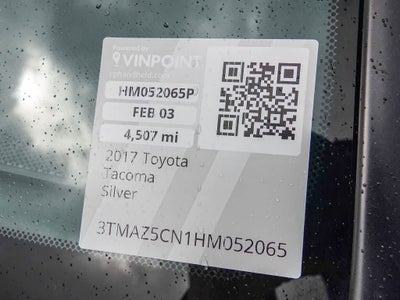 Powered by
VINPOINT
HM052065P
FEB 03
4,507 mi
2017 Toyota
Tacoma
Silver
3TMAZ5CN1HM052065